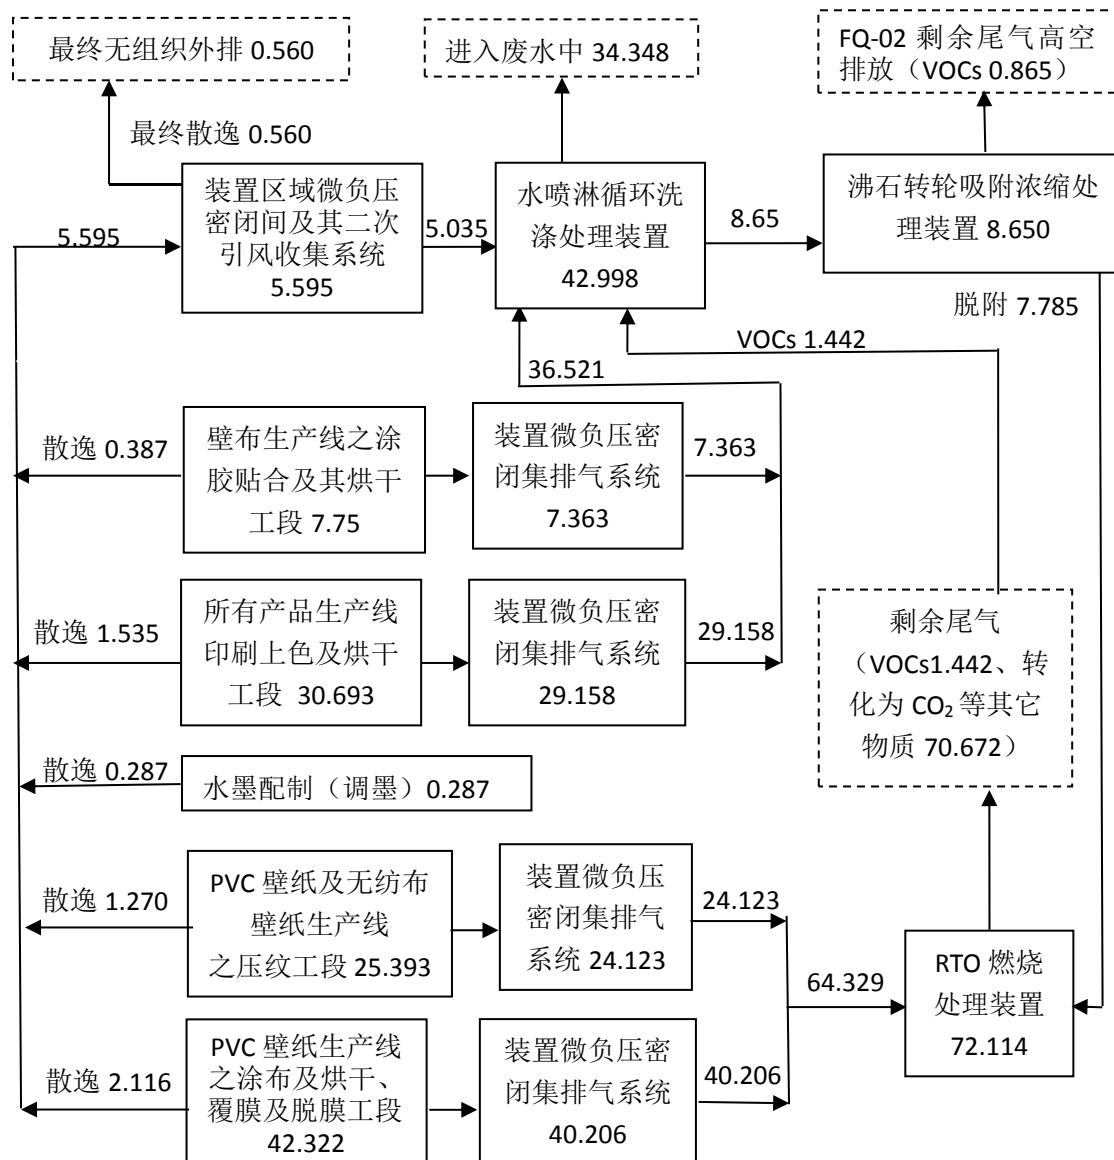 最终无组织外排 0.560
进入废水中 34.348
FQ-02 剩余尾气高空
排放（VOCs 0.865）
最终散逸 0.560
5.595
装置区域微负压
密闭间及其二次
引风收集系统
5.595
5.035
水喷淋循环洗
涤处理装置
42.998
8.65
沸石转轮吸附浓缩处
理装置 8.650
脱附 7.785
VOCs 1.442
36.521
散逸 0.387
壁布生产线之涂
胶贴合及其烘干
工段 7.75
装置微负压密
闭集排气系统
7.363
7.363
散逸 1.535
所有产品生产线
印刷上色及烘干
工段 30.693
装置微负压密
闭集排气系统
29.158
29.158
剩余尾气
（VOCs1.442、转
化为 CO₂ 等其它
物质 70.672）
散逸 0.287
水墨配制（调墨）0.287
散逸 1.270
PVC 壁纸及无纺布
壁纸生产线
之压纹工段 25.393
装置微负压
密闭集排气
系统 24.123
24.123
64.329
RTO 燃烧
处理装置
72.114
散逸 2.116
PVC 壁纸生产线
之涂布及烘干、
覆膜及脱膜工段
42.322
装置微负压密
闭集排气系统
40.206
40.206